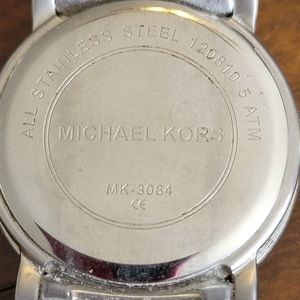 ALL STAINLESS STEEL 120810 5 ATM
MICHAEL KORS
MK-3084
CE